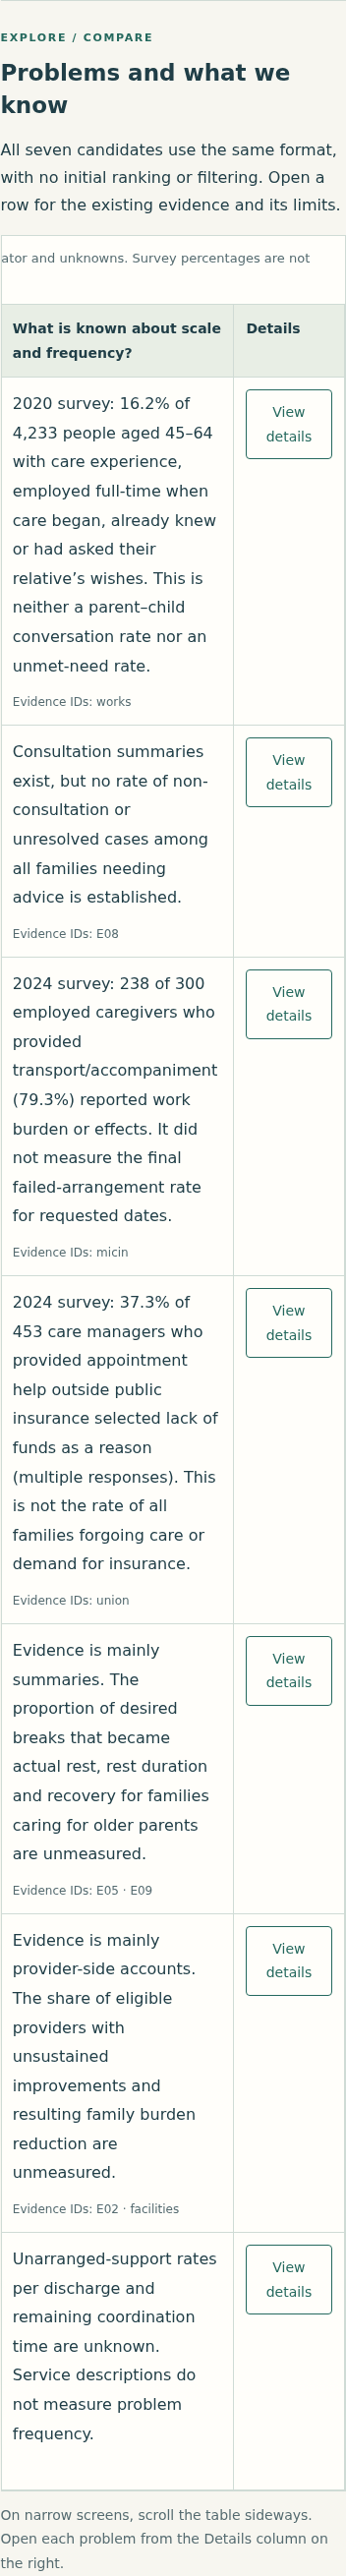 EXPLORE / COMPARE
Problems and what we
know
All seven candidates use the same format,
with no initial ranking or filtering. Open a
row for the existing evidence and its limits.
ator and unknowns. Survey percentages are not
What is known about scale
and frequency?
Details
2020 survey: 16.2% of
4,233 people aged 45–64
with care experience,
employed full-time when
care began, already knew
or had asked their
relative’s wishes. This is
neither a parent–child
conversation rate nor an
unmet-need rate.
Evidence IDs: works
View
details
Consultation summaries
exist, but no rate of non-
consultation or
unresolved cases among
all families needing
advice is established.
Evidence IDs: E08
View
details
2024 survey: 238 of 300
employed caregivers who
provided
transport/accompaniment
(79.3%) reported work
burden or effects. It did
not measure the final
failed-arrangement rate
for requested dates.
Evidence IDs: micin
View
details
2024 survey: 37.3% of
453 care managers who
provided appointment
help outside public
insurance selected lack of
funds as a reason
(multiple responses). This
is not the rate of all
families forgoing care or
demand for insurance.
Evidence IDs: union
View
details
Evidence is mainly
summaries. The
proportion of desired
breaks that became
actual rest, rest duration
and recovery for families
caring for older parents
are unmeasured.
Evidence IDs: E05 · E09
View
details
Evidence is mainly
provider-side accounts.
The share of eligible
providers with
unsustained
improvements and
resulting family burden
reduction are
unmeasured.
Evidence IDs: E02 · facilities
View
details
Unarranged-support rates
per discharge and
remaining coordination
time are unknown.
Service descriptions do
not measure problem
frequency.
View
details
On narrow screens, scroll the table sideways.
Open each problem from the Details column on
the right.